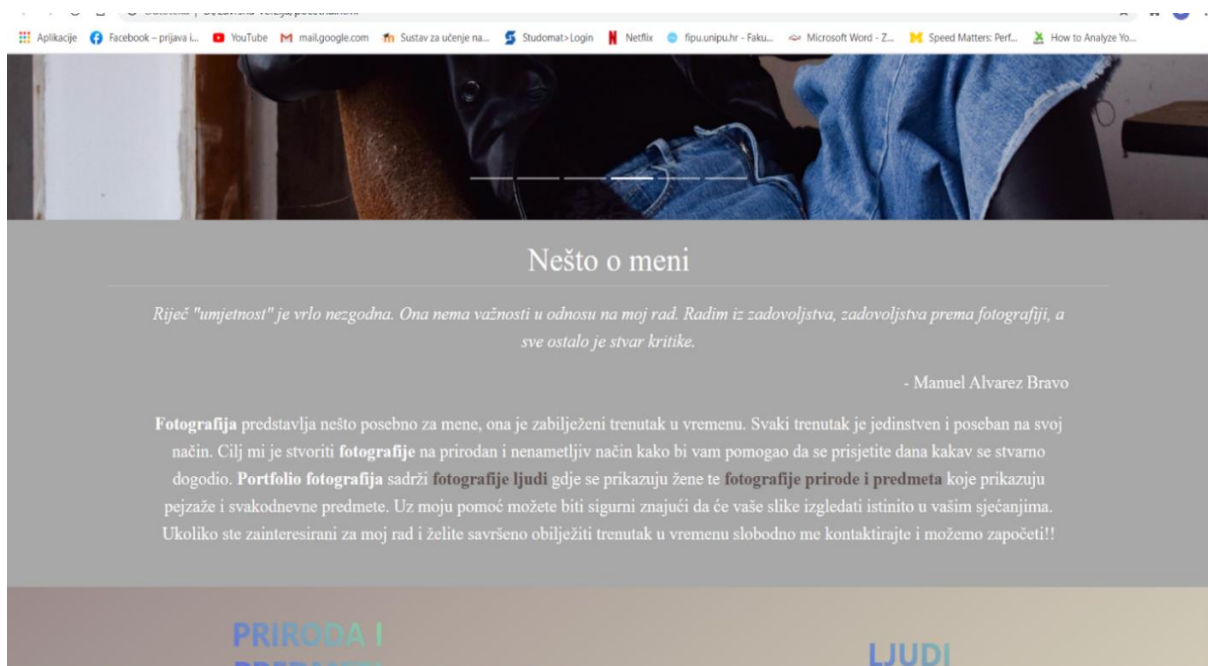 Aplikacije Facebook – prijava i... YouTube mail.google.com Sustav za učenje na... Studomat>Login Netflix fipu.unipu.hr - Faku... Microsoft Word - Z... Speed Matters: Perf... How to Analyze Yo...
Nešto o meni
Riječ "umjetnost" je vrlo nezgodna. Ona nema važnosti u odnosu na moj rad. Radim iz zadovoljstva, zadovoljstva prema fotografiji, a
sve ostalo je stvar kritike.
- Manuel Alvarez Bravo
Fotografija predstavlja nešto posebno za mene, ona je zabilježeni trenutak u vremenu. Svaki trenutak je jedinstven i poseban na svoj
način. Cilj mi je stvoriti fotografije na prirodan i nenametljiv način kako bi vam pomogao da se prisjetite dana kakav se stvarno
dogodio. Portfolio fotografija sadrži fotografije ljudi gdje se prikazuju žene te fotografije prirode i predmeta koje prikazuju
pejzaže i svakodnevne predmete. Uz moju pomoć možete biti sigurni znajući da će vaše slike izgledati istinito u vašim sjećanjima.
Ukoliko ste zainteresirani za moj rad i želite savršeno obilježiti trenutak u vremenu slobodno me kontaktirajte i možemo započeti!!
PRIRODA I
LJUDI